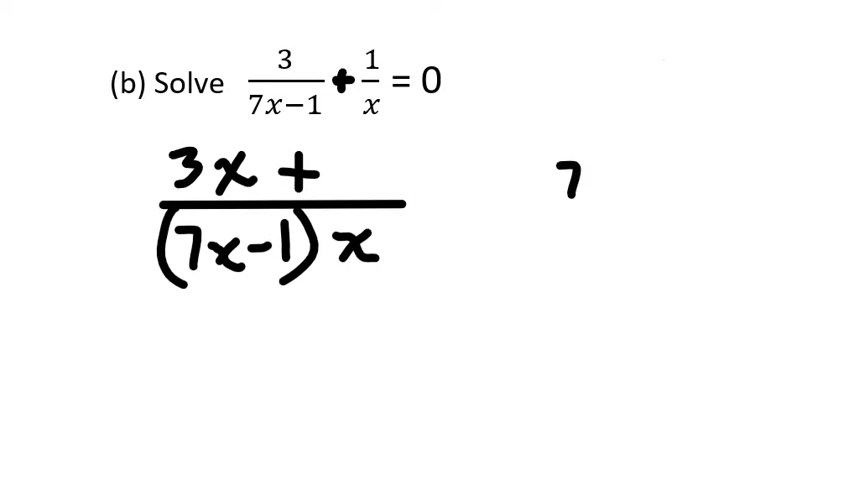 (b) Solve 3/(7x−1) + 1/x = 0
3x +
7
(7x-1) x